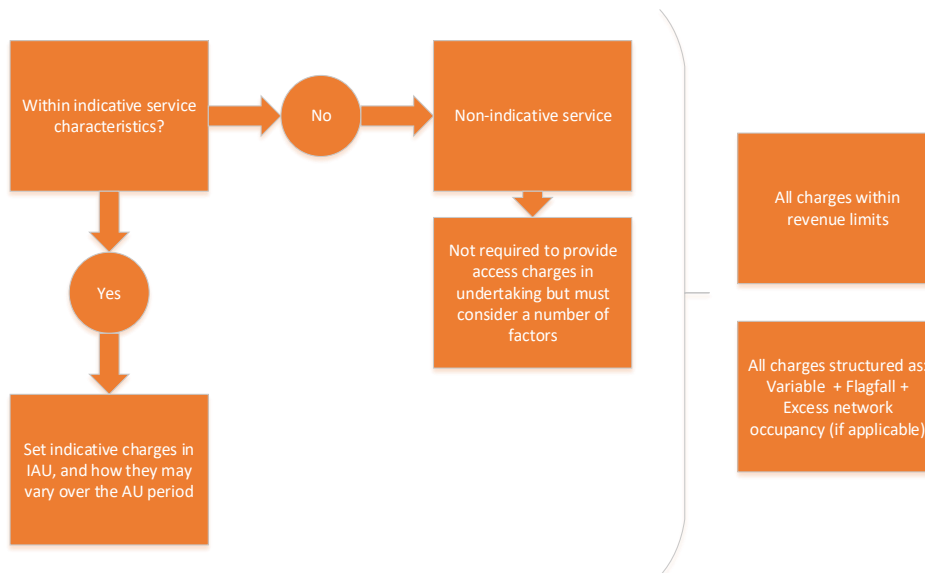 Within indicative service
characteristics?
No
Non-indicative service
Not required to provide
access charges in
undertaking but must
consider a number of
factors
Yes
Set indicative charges in
IAU, and how they may
vary over the AU period
All charges within
revenue limits
All charges structured as:
Variable + Flagfall +
Excess network
occupancy (if applicable)